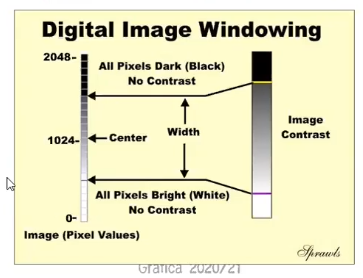 Digital Image Windowing
2048-
All Pixels Dark (Black)
No Contrast
Image
Contrast
Width
1024-
Center
All Pixels Bright (White)
No Contrast
0-
Image (Pixel Values)
Sprawls
Gráfica 2020/21